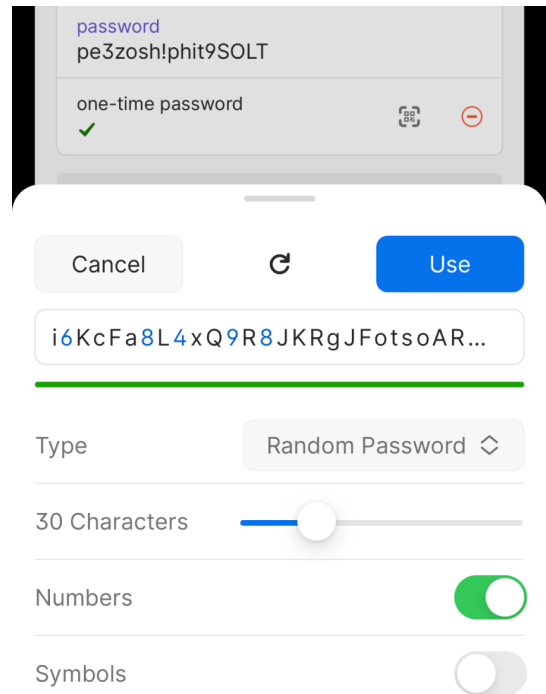 password
pe3zosh!phit9SOLT
one-time password
Cancel
Use
i6KcFa8L4xQ9R8JKRgJFotsoAR...
Type
Random Password
30 Characters
Numbers
Symbols